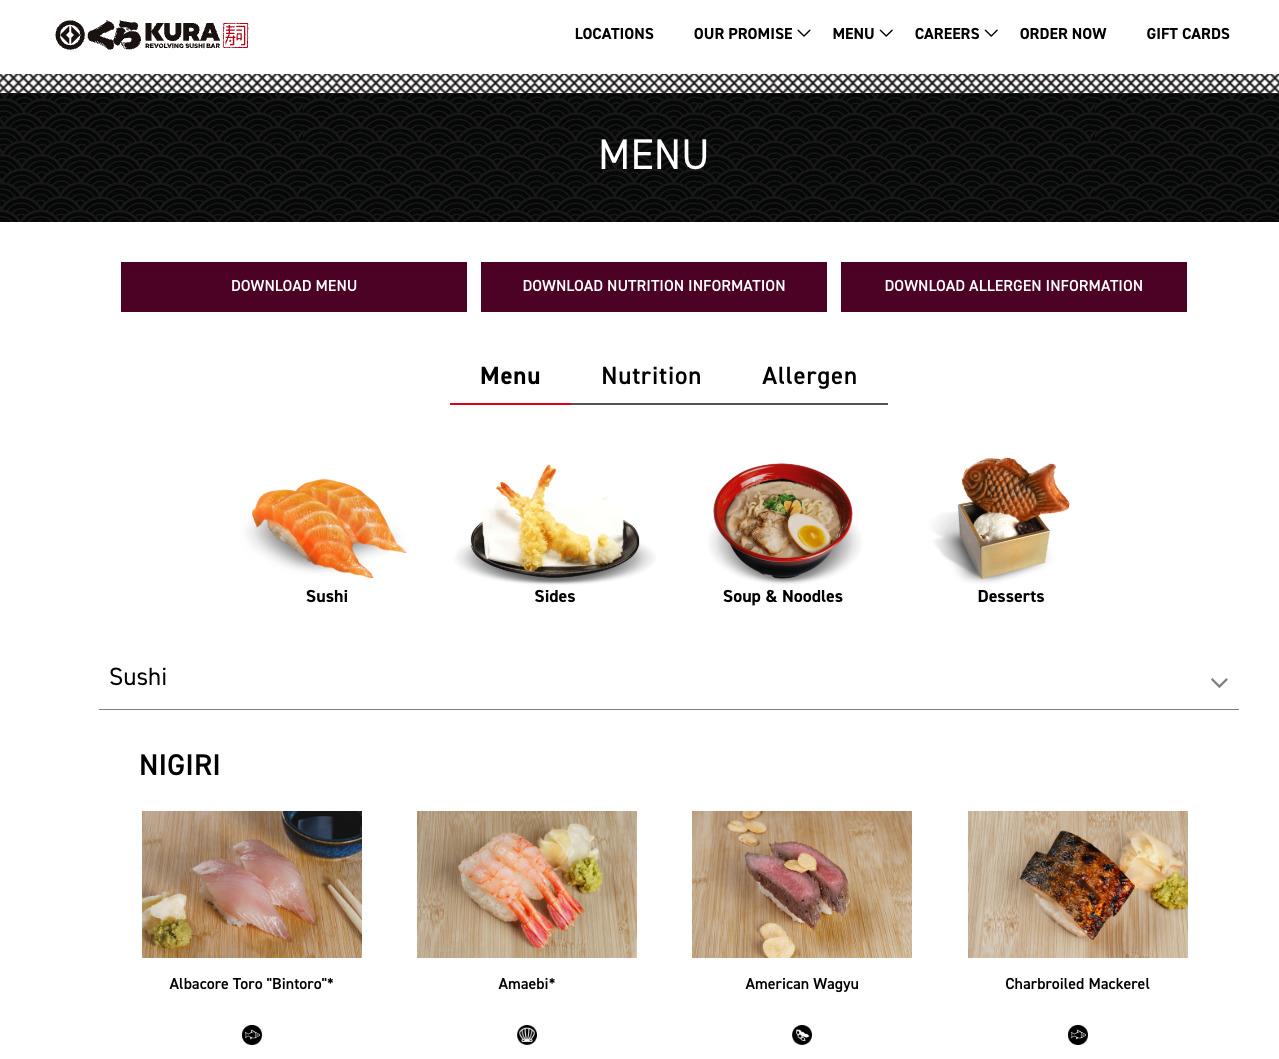 くら KURA
REVOLVING SUSHI BAR
LOCATIONS OUR PROMISE MENU CAREERS ORDER NOW GIFT CARDS
MENU
DOWNLOAD MENU DOWNLOAD NUTRITION INFORMATION DOWNLOAD ALLERGEN INFORMATION
Menu Nutrition Allergen
Sushi Sides Soup & Noodles Desserts
Sushi
NIGIRI
Albacore Toro "Bintoro"* Amaebi* American Wagyu Charbroiled Mackerel